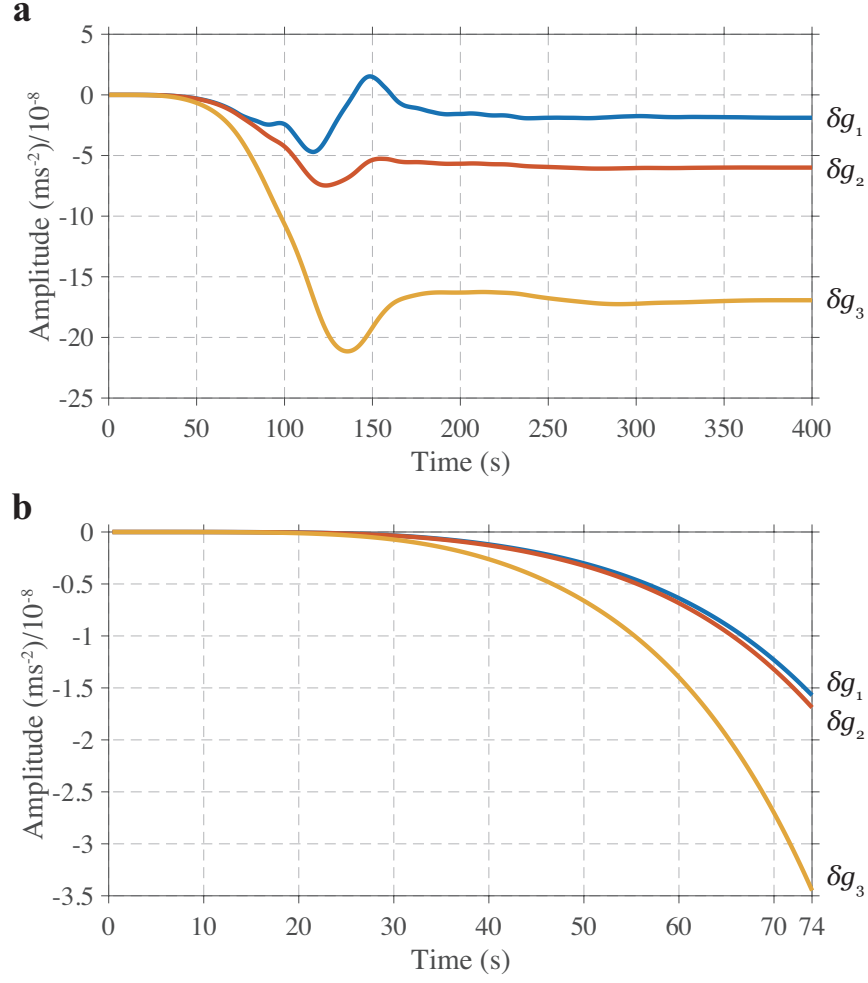 a
Amplitude (ms⁻²)/10⁻⁸
5
0
-5
-10
-15
-20
-25
δg₁
δg₂
δg₃
0 50 100 150 200 250 300 350 400
Time (s)
b
Amplitude (ms⁻²)/10⁻⁸
0
-0.5
-1
-1.5
-2
-2.5
-3
-3.5
δg₁
δg₂
δg₃
0 10 20 30 40 50 60 70 74
Time (s)